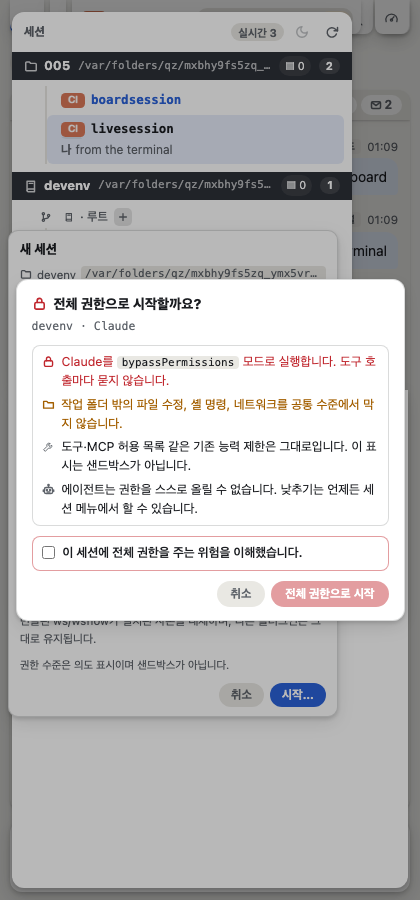 세션
실시간 3
005 /var/folders/qz/mxbhy9fs5zq_… 0 2
2
CI boardsession
01:09
board
CI livesession
나 from the terminal
devenv /var/folders/qz/mxbhy9fs5… 0 1
01:09
· 루트 +
minal
새 세션
devenv /var/folders/qz/mxbhy9fs5zq_ymx5vr…
전체 권한으로 시작할까요?
devenv · Claude
Claude를 bypassPermissions 모드로 실행합니다. 도구 호
출마다 묻지 않습니다.
작업 폴더 밖의 파일 수정, 셸 명령, 네트워크를 공통 수준에서 막
지 않습니다.
도구·MCP 허용 목록 같은 기존 능력 제한은 그대로입니다. 이 표
시는 샌드박스가 아닙니다.
에이전트는 권한을 스스로 올릴 수 없습니다. 낮추기는 언제든 세
션 메뉴에서 할 수 있습니다.
이 세션에 전체 권한을 주는 위험을 이해했습니다.
취소
전체 권한으로 시작
대로 유지됩니다.
권한 수준은 의도 표시이며 샌드박스가 아닙니다.
취소
시작…